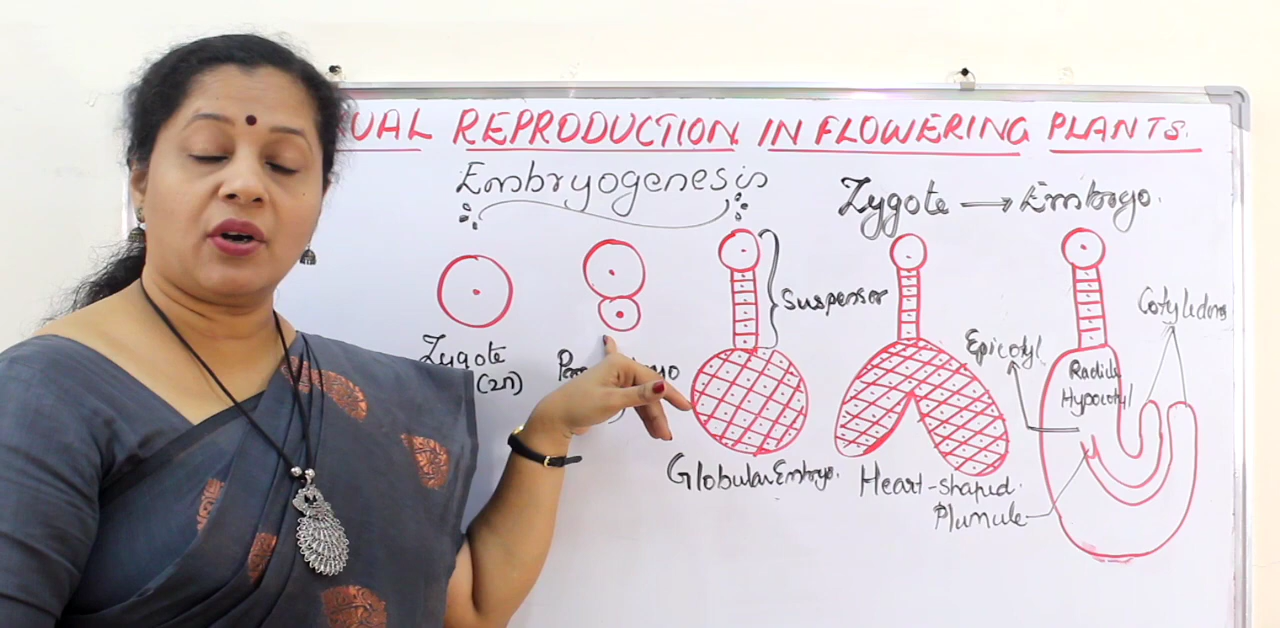 UAL REPRODUCTION IN FLOWERING PLANTS.
Embryogenesis
Zygote → Embryo.
Suspensor
Cotyledons
Epicotyl
Zygote
(2n)
Radicle
Hypocotyl
Globular Embryo.
Heart-shaped.
Plumule